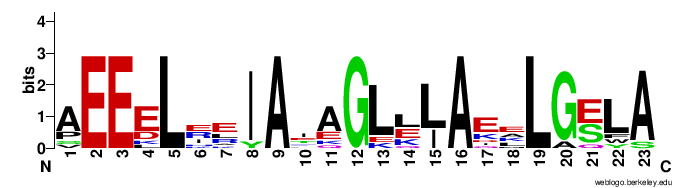 4
3
2
1
0
bits
A E E E L E E I A A G L L L A E E L G E L A
N
1 2 3 4 5 6 7 8 9 10 11 12 13 14 15 16 17 18 19 20 21 22 23
C
weblogo.berkeley.edu